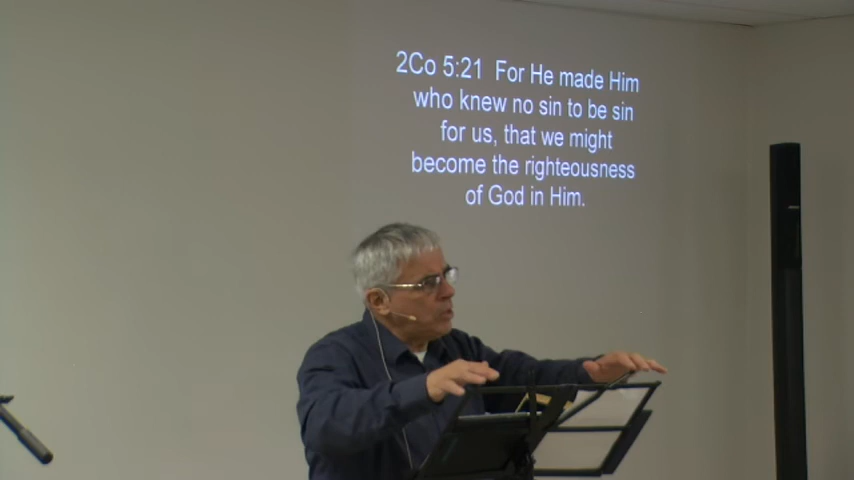 2Co 5:21 For He made Him
who knew no sin to be sin
for us, that we might
become the righteousness
of God in Him.